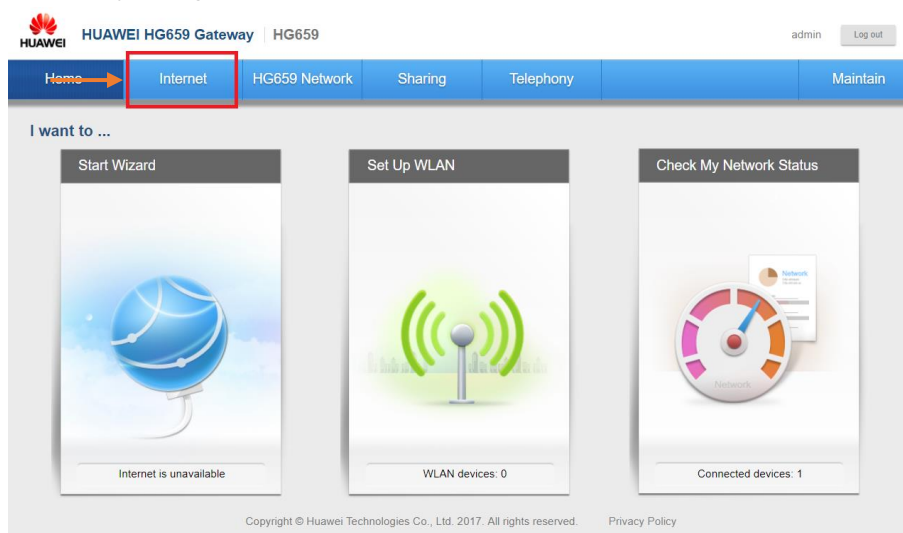 HUAWEI HUAWEI HG659 Gateway HG659 admin Log out
Home Internet HG659 Network Sharing Telephony Maintain
I want to ...
Start Wizard Set Up WLAN Check My Network Status
Network
Network
Internet is unavailable WLAN devices: 0 Connected devices: 1
Copyright © Huawei Technologies Co., Ltd. 2017. All rights reserved. Privacy Policy